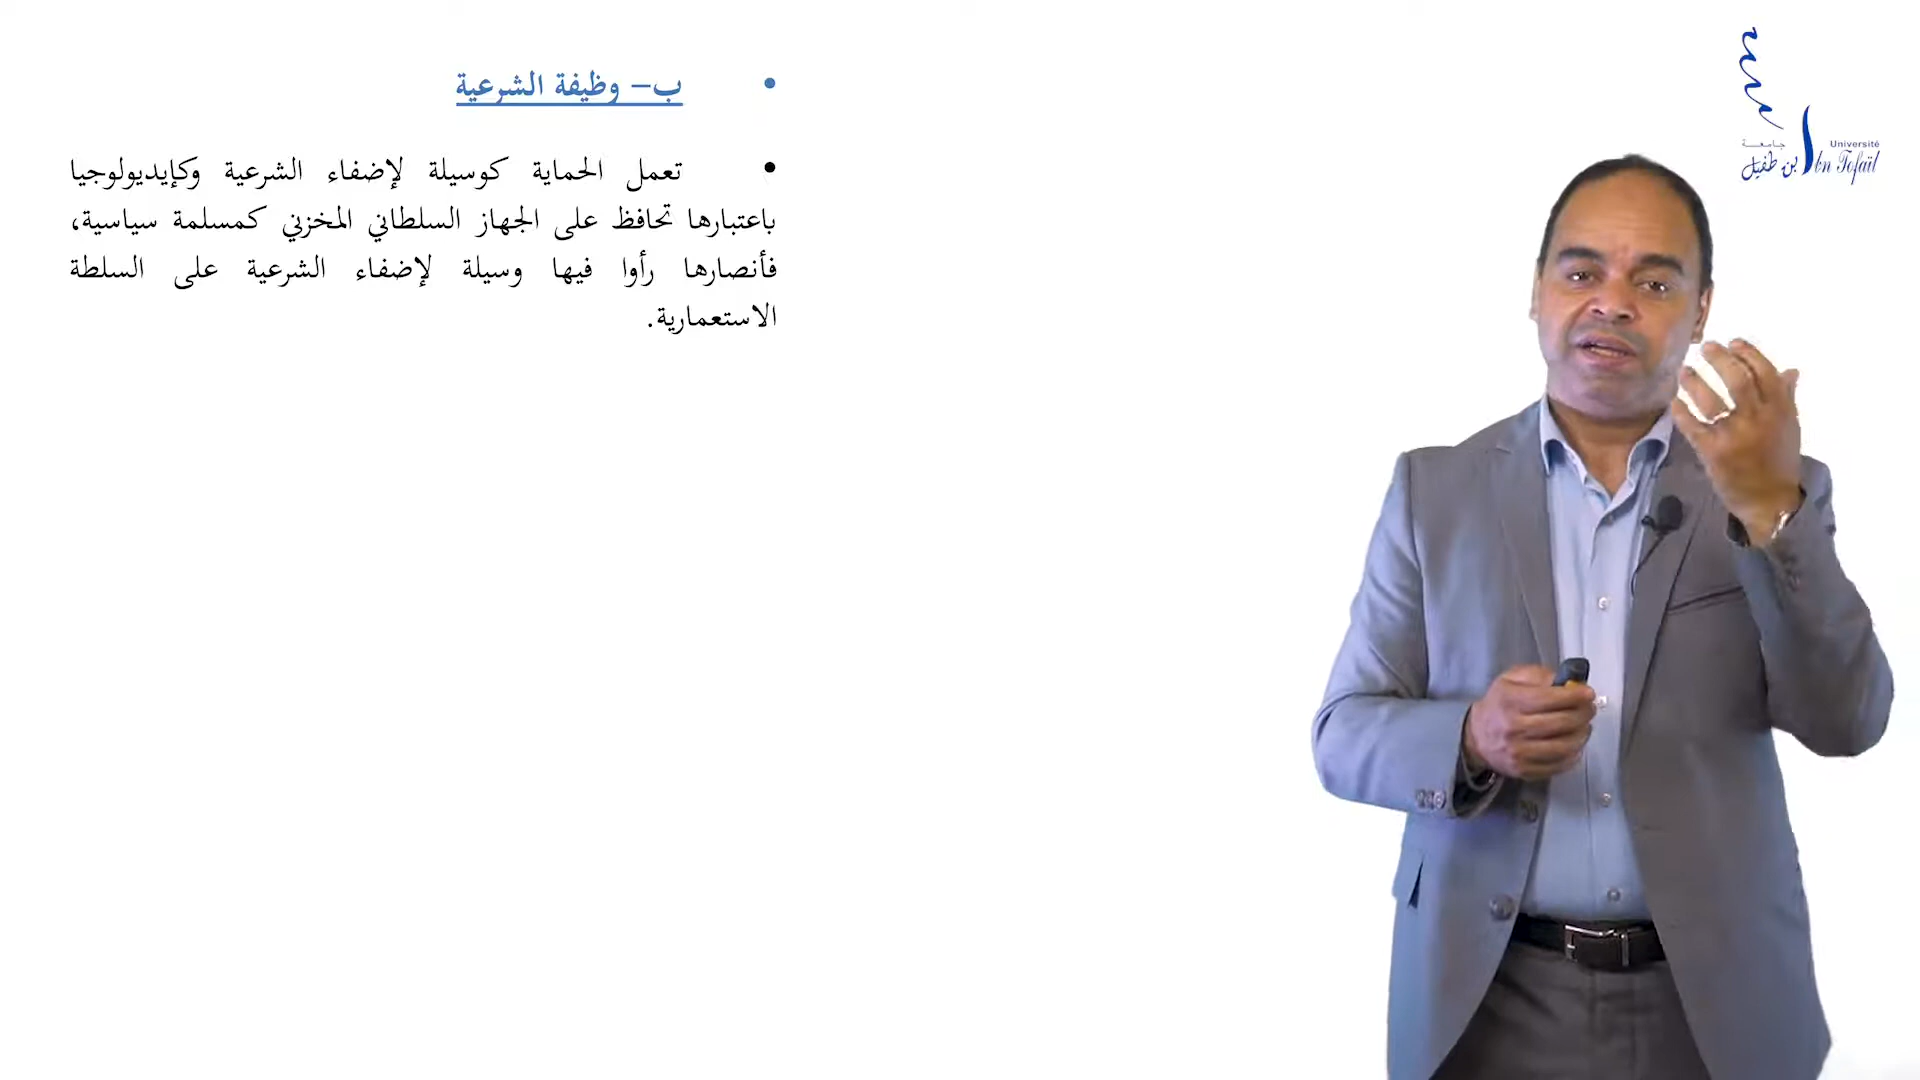 • ب– وظيفة الشرعية
• تعمل الحماية كوسيلة لإضفاء الشرعية وكإيديولوجيا
باعتبارها تحافظ على الجهاز السلطاني المخزني كمسلمة سياسية،
فأنصارها رأوا فيها وسيلة لإضفاء الشرعية على السلطة
الاستعمارية.
جامعة Université
ابن طفيل Ibn Tofaïl